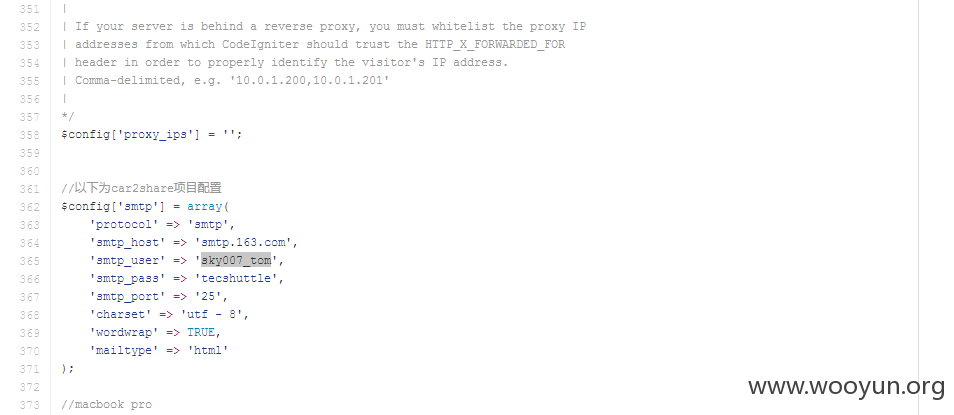 351 |
352 | If your server is behind a reverse proxy, you must whitelist the proxy IP
353 | addresses from which CodeIgniter should trust the HTTP_X_FORWARDED_FOR
354 | header in order to properly identify the visitor's IP address.
355 | Comma-delimited, e.g. '10.0.1.200,10.0.1.201'
356 |
357 */
358 $config['proxy_ips'] = '';
359
360
361 //以下为car2share项目配置
362 $config['smtp'] = array(
363     'protocol' => 'smtp',
364     'smtp_host' => 'smtp.163.com',
365     'smtp_user' => 'sky007_tom',
366     'smtp_pass' => 'tecshuttle',
367     'smtp_port' => '25',
368     'charset' => 'utf - 8',
369     'wordwrap' => TRUE,
370     'mailtype' => 'html'
371 );
372
373 //macbook pro
www.wooyun.org